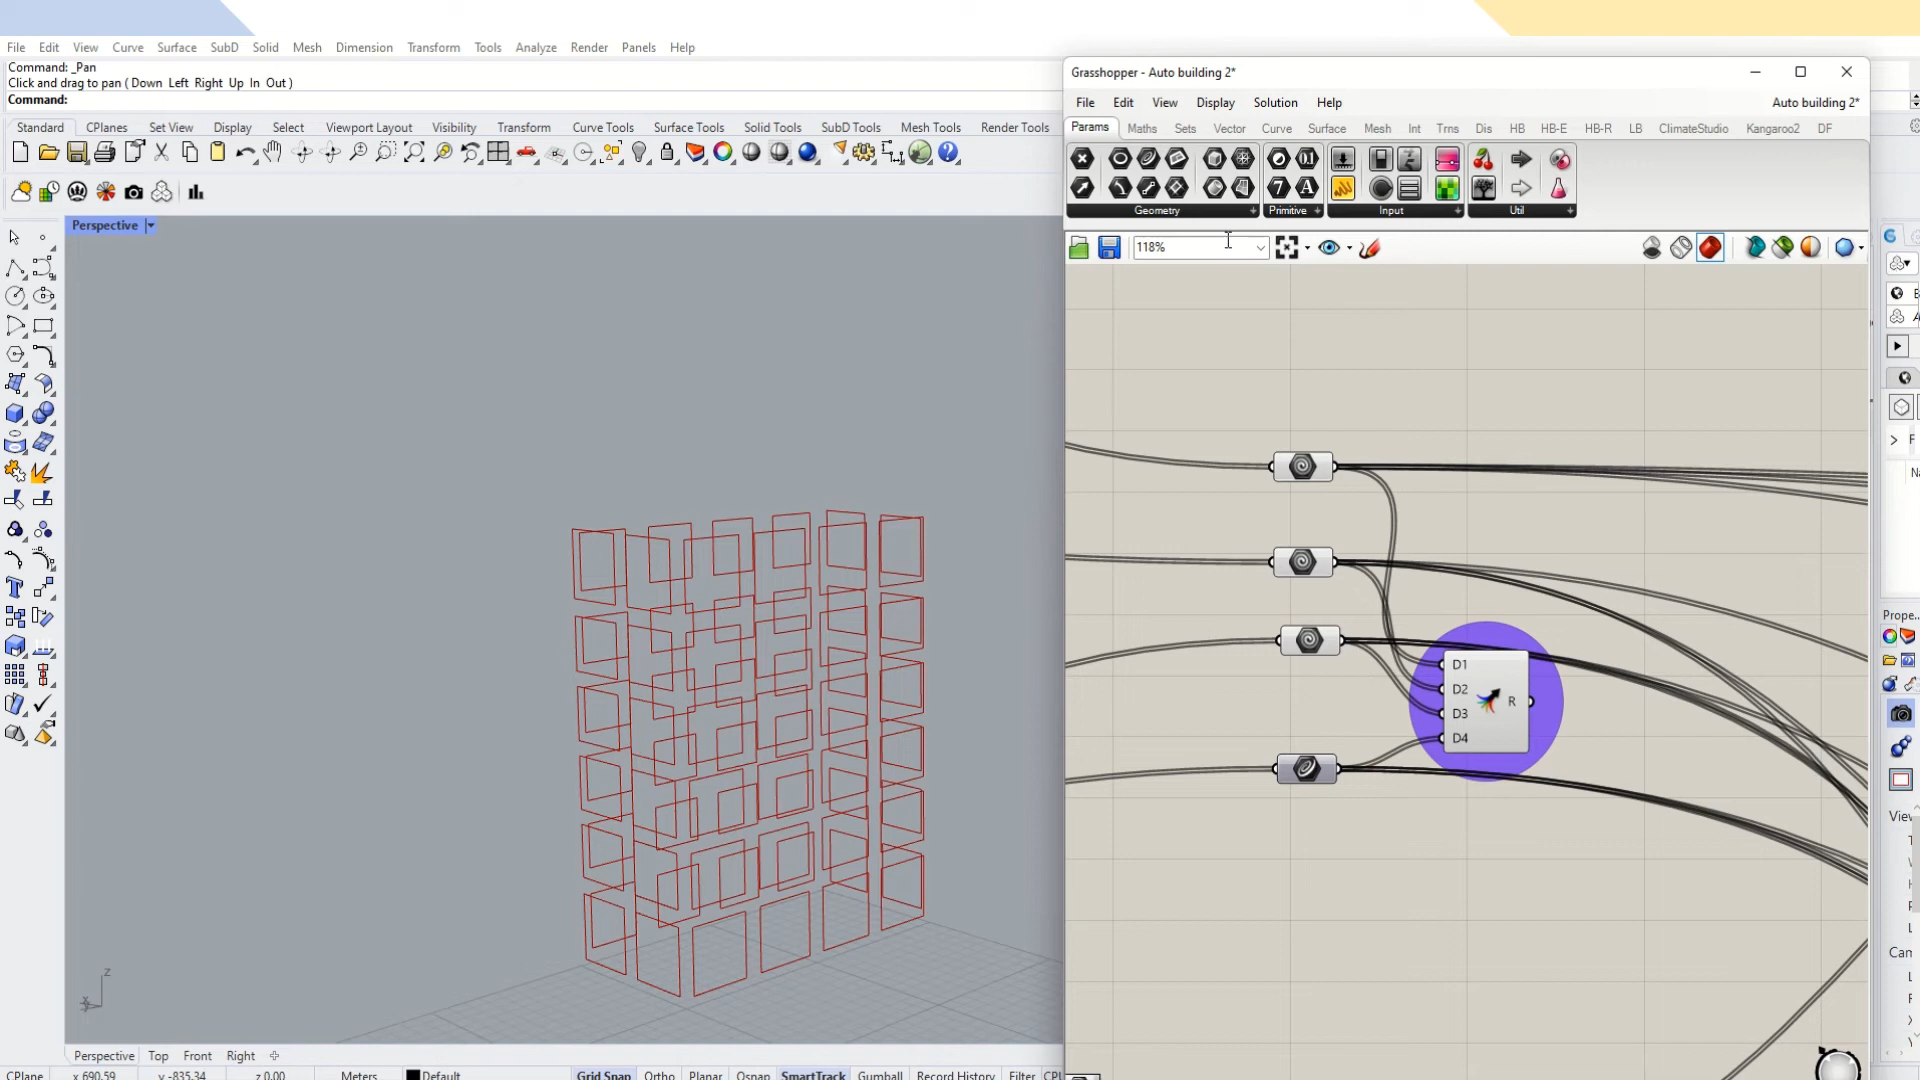 File Edit View Curve Surface SubD Solid Mesh Dimension Transform Tools Analyze Render Panels Help
Command: _Pan
Click and drag to pan ( Down Left Right Up In Out )
Command:
Standard CPlanes Set View Display Select Viewport Layout Visibility Transform Curve Tools Surface Tools Solid Tools SubD Tools Mesh Tools Render Tools
Perspective
Grasshopper - Auto building 2*
File Edit View Display Solution Help
Auto building 2*
Params Maths Sets Vector Curve Surface Mesh Int Trns Dis HB HB-E HB-R LB ClimateStudio Kangaroo2 DF
Geometry Primitive Input Util
118%
D1
D2
D3
D4
R
z
Prope...
View
Cam
Perspective Top Front Right
CPlane x 690.59 y -835.34 z 0.00 Meters Default Grid Snap Ortho Planar Osnap SmartTrack Gumball Record History Filter CPU